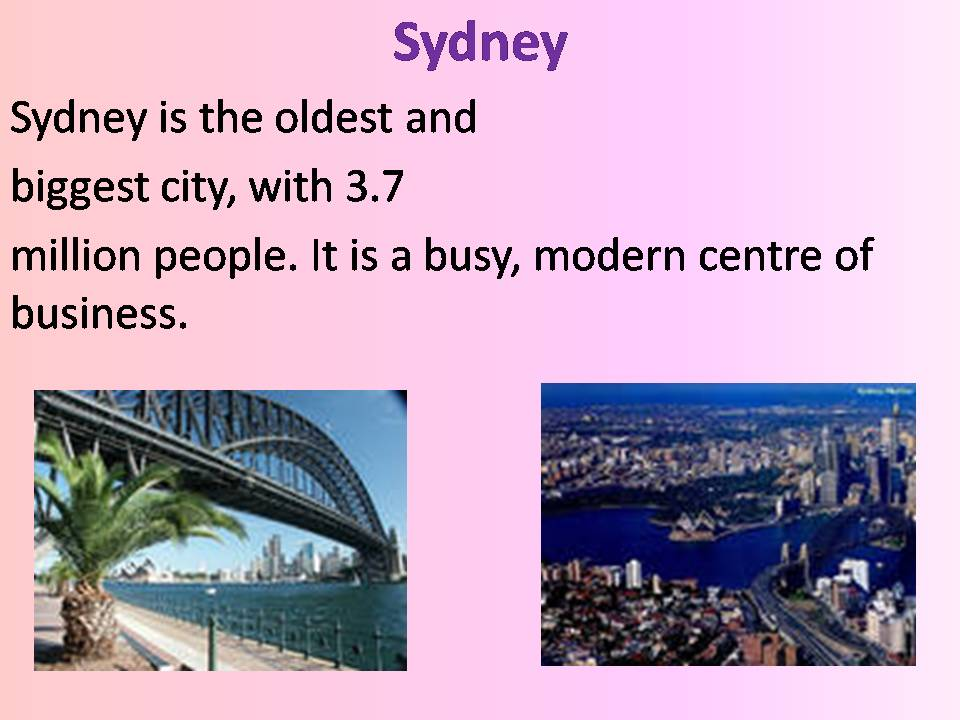 Sydney
Sydney is the oldest and
biggest city, with 3.7
million people. It is a busy, modern centre of
business.